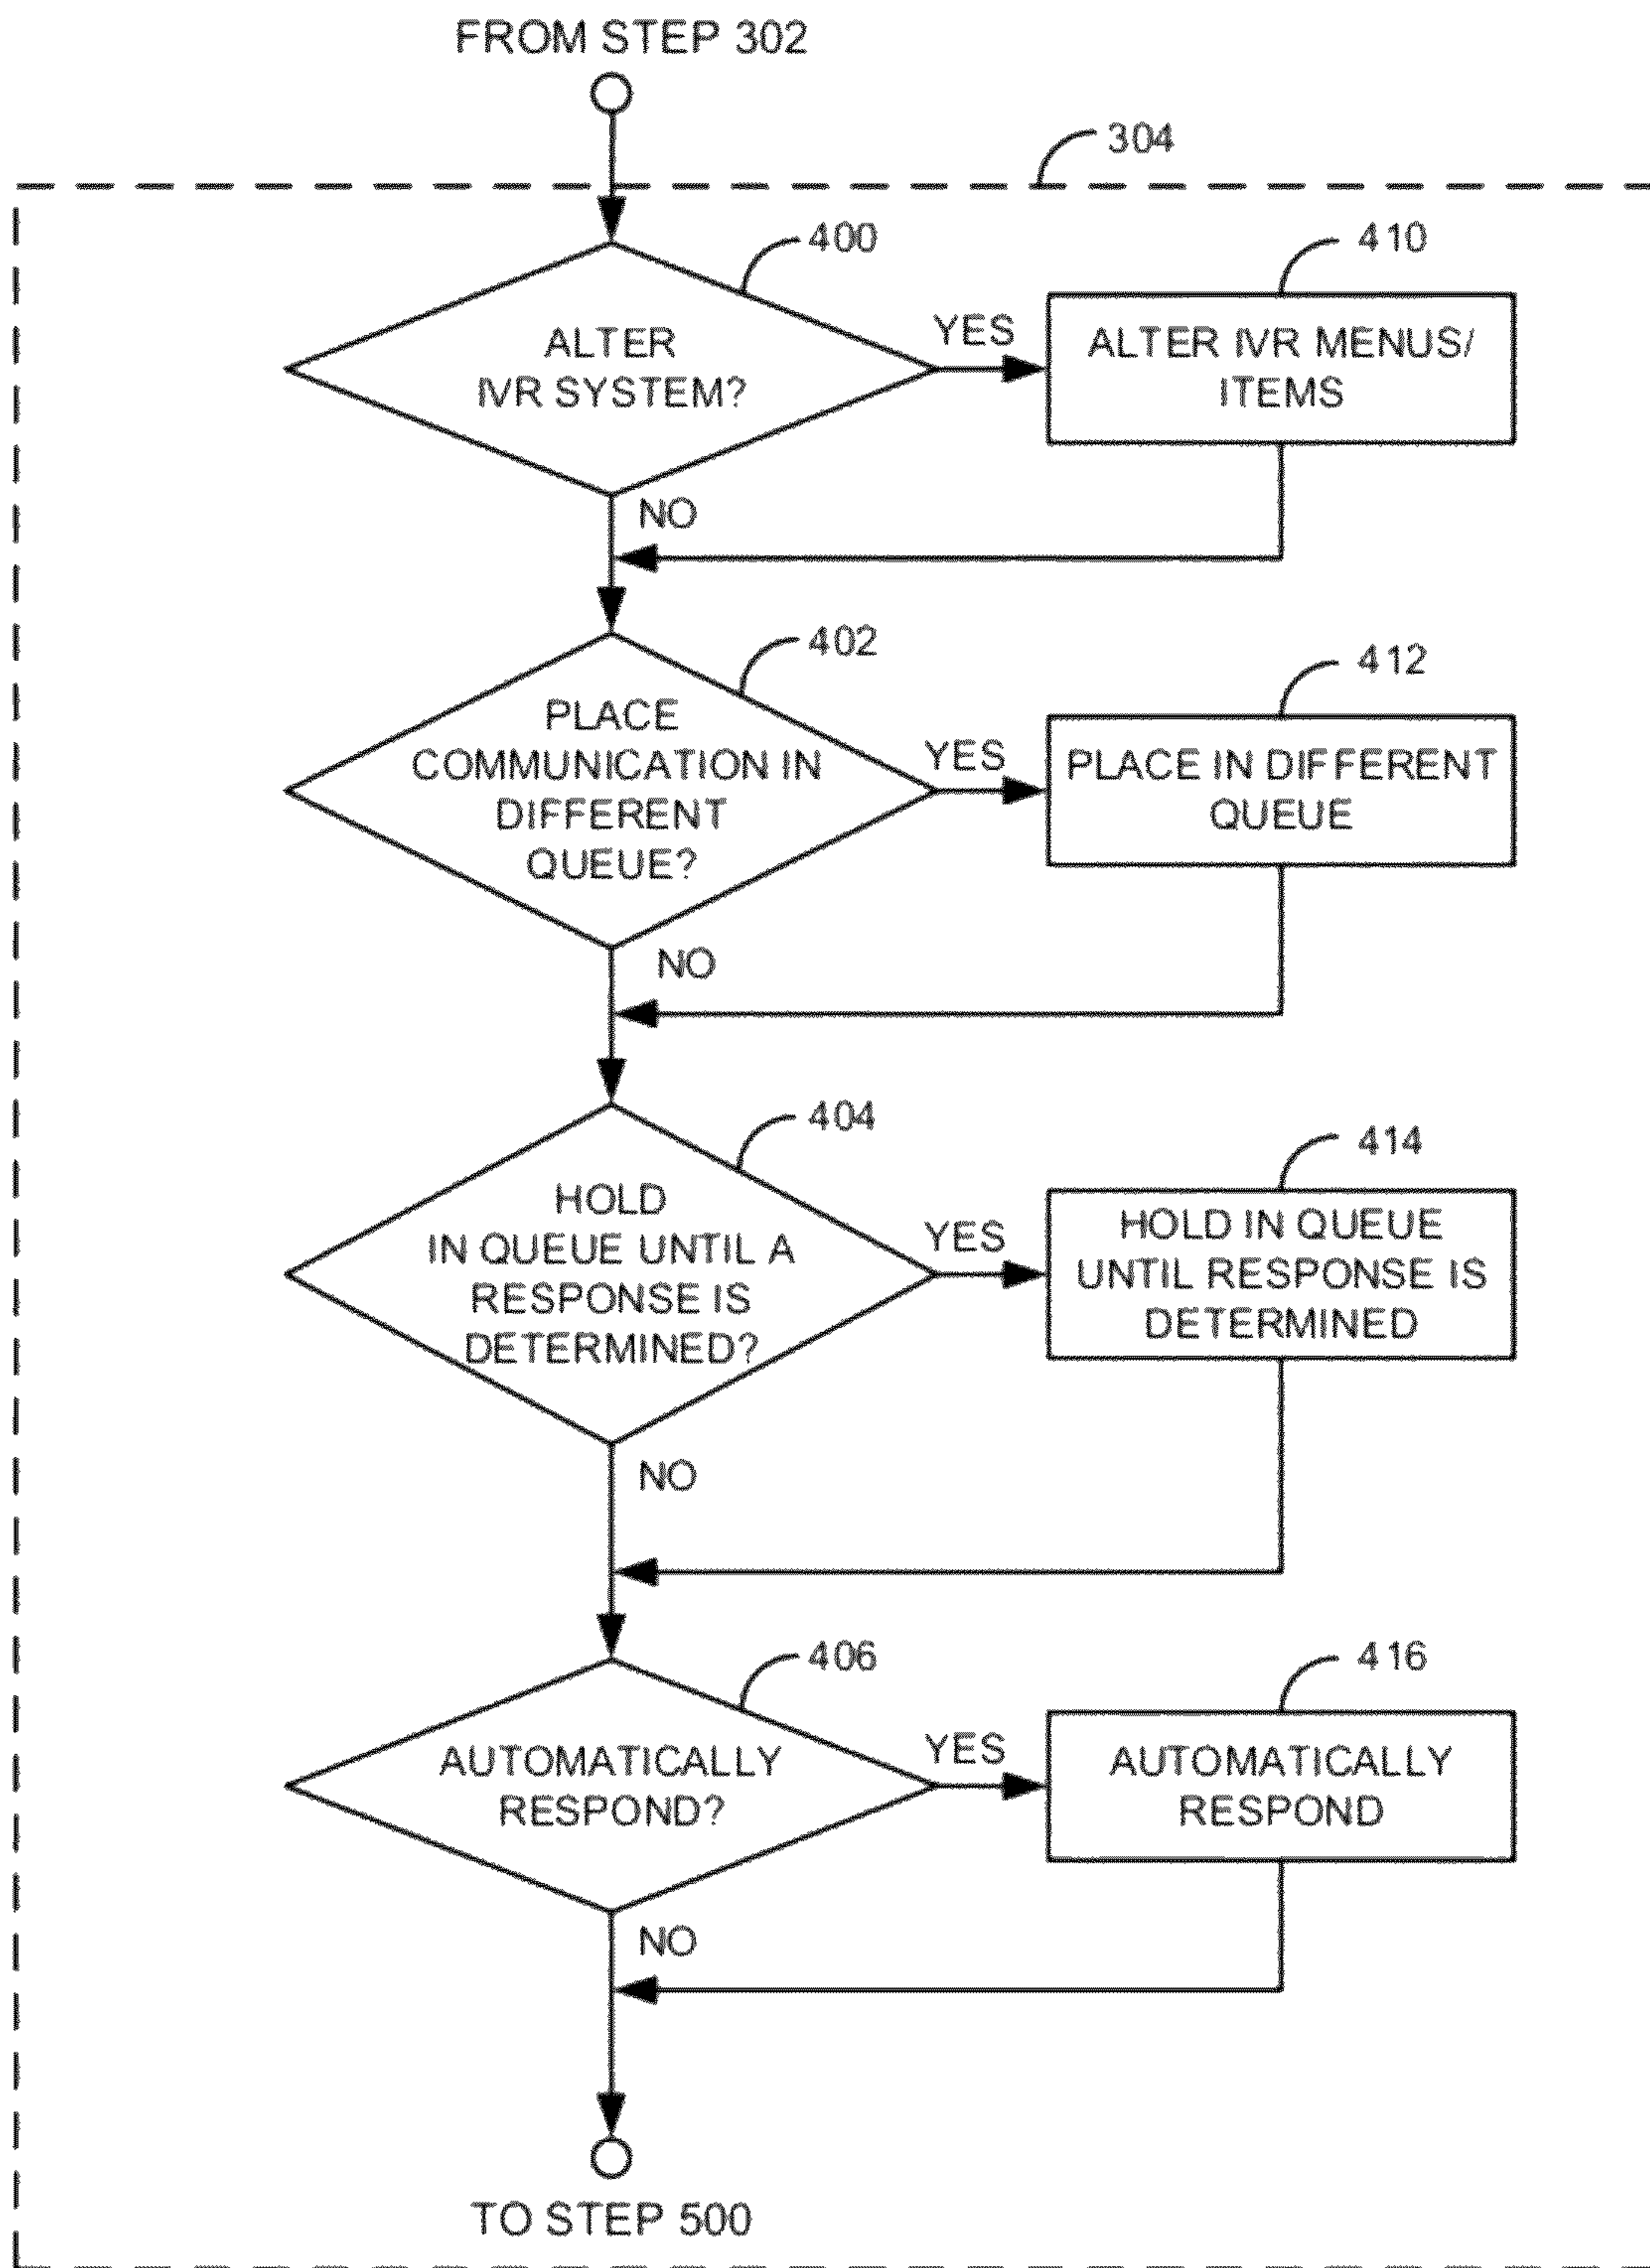 FROM STEP 302
304
400
410
ALTER
IVR SYSTEM?
YES
ALTER IVR MENUS/
ITEMS
NO
402
412
PLACE
COMMUNICATION IN
DIFFERENT
QUEUE?
YES
PLACE IN DIFFERENT
QUEUE
NO
404
414
HOLD
IN QUEUE UNTIL A
RESPONSE IS
DETERMINED?
YES
HOLD IN QUEUE
UNTIL RESPONSE IS
DETERMINED
NO
406
416
AUTOMATICALLY
RESPOND?
YES
AUTOMATICALLY
RESPOND
NO
TO STEP 500